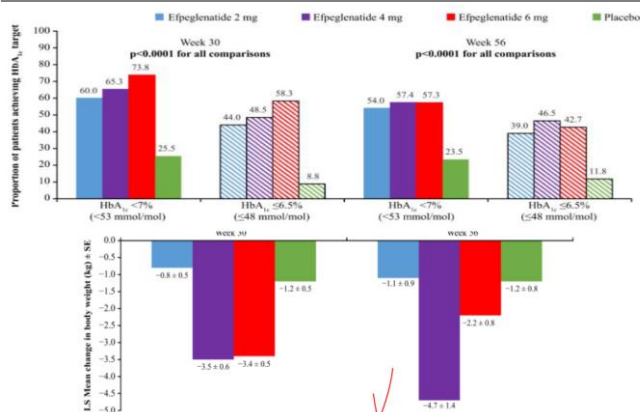 Efpeglenatide 2 mg Efpeglenatide 4 mg Efpeglenatide 6 mg Placebo
Proportion of patients achieving HbA1c target
100
90
80
70
60
50
40
30
20
10
0
Week 30
p<0.0001 for all comparisons
60.0 65.3 73.8 25.5
44.0 48.5 58.3 8.8
HbA1c <7%
(<53 mmol/mol)
HbA1c ≤6.5%
(≤48 mmol/mol)
Week 56
p<0.0001 for all comparisons
54.0 57.4 57.3 23.5
39.0 46.5 42.7 11.8
HbA1c <7%
(<53 mmol/mol)
HbA1c ≤6.5%
(≤48 mmol/mol)
LS Mean change in body weight (kg) ± SE
0.0
−0.5
−1.0
−1.5
−2.0
−2.5
−3.0
−3.5
−4.0
−4.5
−5.0
Week 30
−0.8 ± 0.5
−3.5 ± 0.6
−3.4 ± 0.5
−1.2 ± 0.5
Week 56
−1.1 ± 0.9
−4.7 ± 1.4
−2.2 ± 0.8
−1.2 ± 0.8